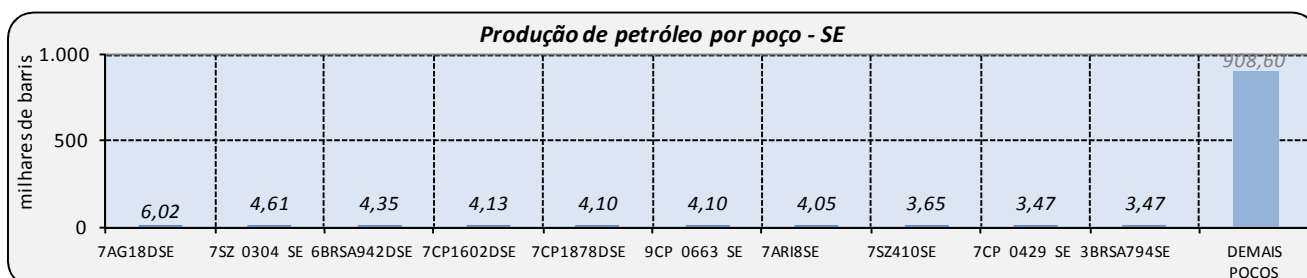 Produção de petróleo por poço - SE
milhares de barris
1.000
500
0
6,02 4,61 4,35 4,13 4,10 4,10 4,05 3,65 3,47 3,47 908,60
7AG18DSE 7SZ 0304 SE 6BRSA942DSE 7CP1602DSE 7CP1878DSE 9CP 0663 SE 7ARI8SE 7SZ410SE 7CP 0429 SE 3BRSA794SE DEMAIS
POÇOS